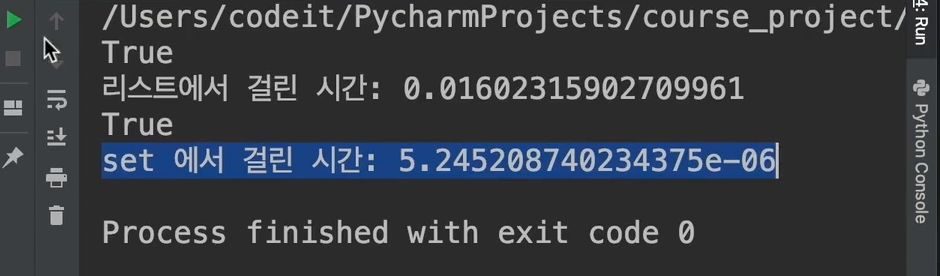 /Users/codeit/PycharmProjects/course_project/
True
리스트에서 걸린 시간: 0.01602315902709961
True
set 에서 걸린 시간: 5.245208740234375e-06
Process finished with exit code 0
4: Run
Python Console